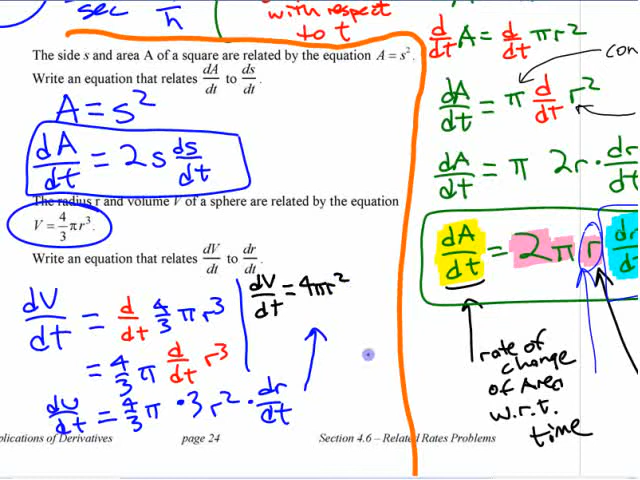 sec
h
with respect
to t
The side s and area A of a square are related by the equation A = s².
Write an equation that relates dA/dt to ds/dt.
A = s²
dA/dt = 2s ds/dt
The radius r and volume V of a sphere are related by the equation
V = 4/3 πr³.
Write an equation that relates dV/dt to dr/dt.
dV/dt = d/dt 4/3 π r³
= 4/3 π d/dt r³
dV/dt = 4/3 π · 3 r² · dr/dt
dV/dt = 4πr²
plications of Derivatives page 24 Section 4.6 – Related Rates Problems
d/dt A = d/dt π r²
con
dA/dt = π d/dt r²
dA/dt = π 2r · dr/dt
dA/dt = 2 π r dr/dt
rate of
change
of Area
w.r.t.
time